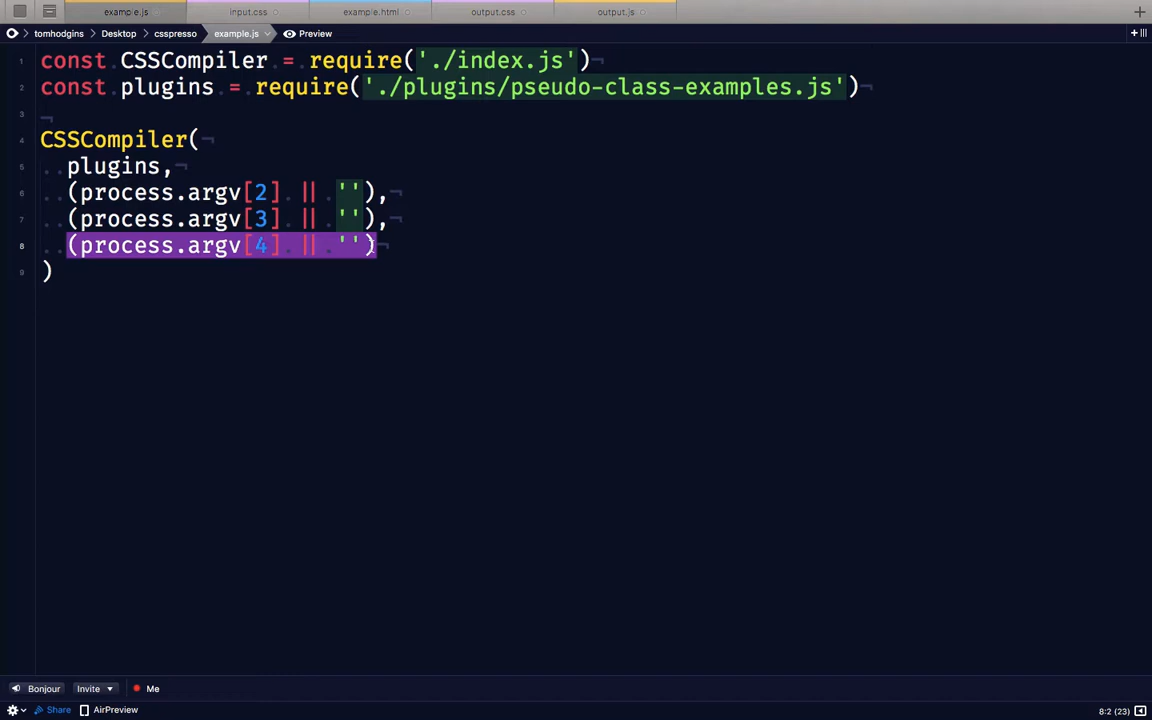 example.js
input.css
example.html
output.css
output.js
tomhodgins
Desktop
csspresso
example.js
Preview
1 const CSSCompiler = require('./index.js')¬
2 const plugins = require('./plugins/pseudo-class-examples.js')¬
3 ¬
4 CSSCompiler(¬
5 plugins,¬
6 (process.argv[2] || ''),¬
7 (process.argv[3] || ''),¬
8 (process.argv[4] || '')¬
9 )
Bonjour
Invite
Me
Share
AirPreview
8:2 (23)